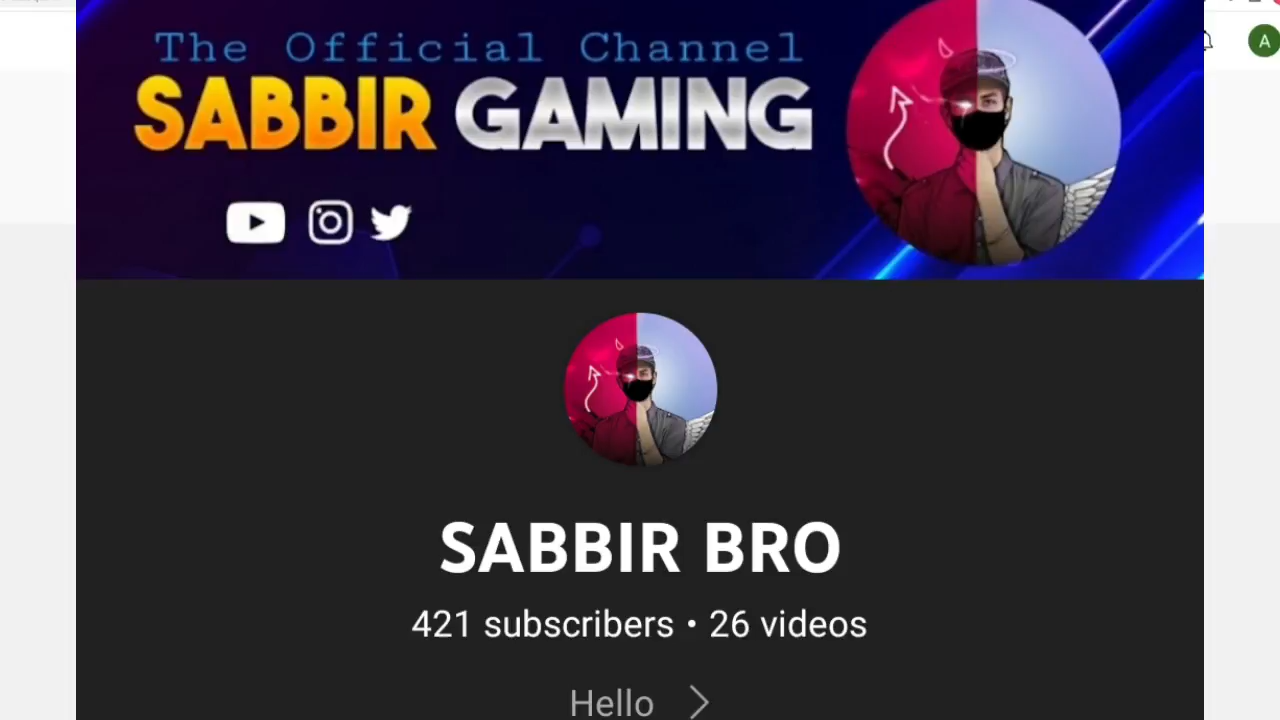 The Official Channel
SABBIR GAMING
A
SABBIR BRO
421 subscribers • 26 videos
Hello